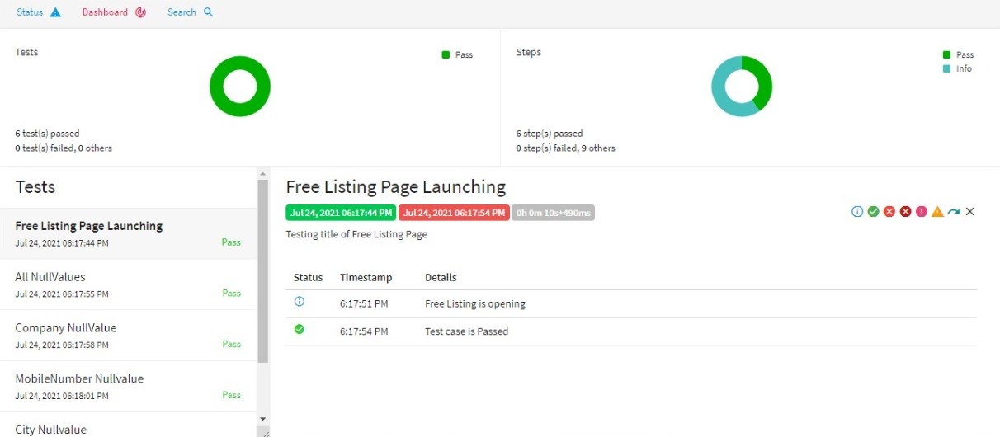 Status
Dashboard
Search
Tests
Pass
6 test(s) passed
0 test(s) failed, 0 others
Steps
Pass
Info
6 step(s) passed
0 step(s) failed, 9 others
Tests
Free Listing Page Launching
Jul 24, 2021 06:17:44 PM Pass
All NullValues
Jul 24, 2021 06:17:55 PM Pass
Company NullValue
Jul 24, 2021 06:17:58 PM Pass
MobileNumber Nullvalue
Jul 24, 2021 06:18:01 PM Pass
City Nullvalue
Free Listing Page Launching
Jul 24, 2021 06:17:44 PM Jul 24, 2021 06:17:54 PM 0h 0m 10s+490ms
Testing title of Free Listing Page
Status Timestamp Details
6:17:51 PM Free Listing is opening
6:17:54 PM Test case is Passed